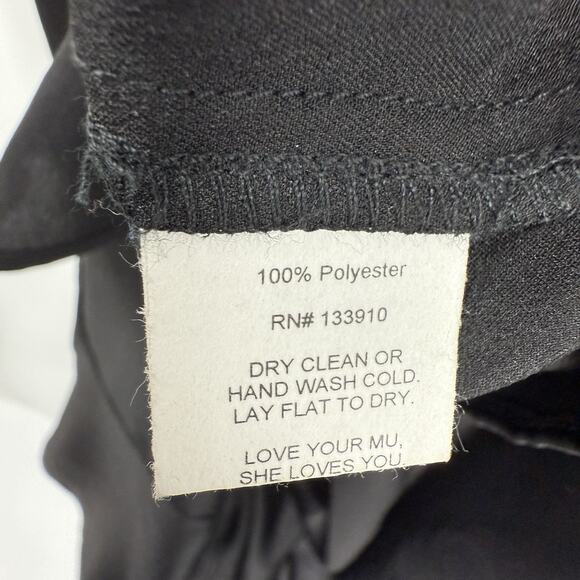 100% Polyester
RN# 133910
DRY CLEAN OR
HAND WASH COLD.
LAY FLAT TO DRY.
LOVE YOUR MU,
SHE LOVES YOU.